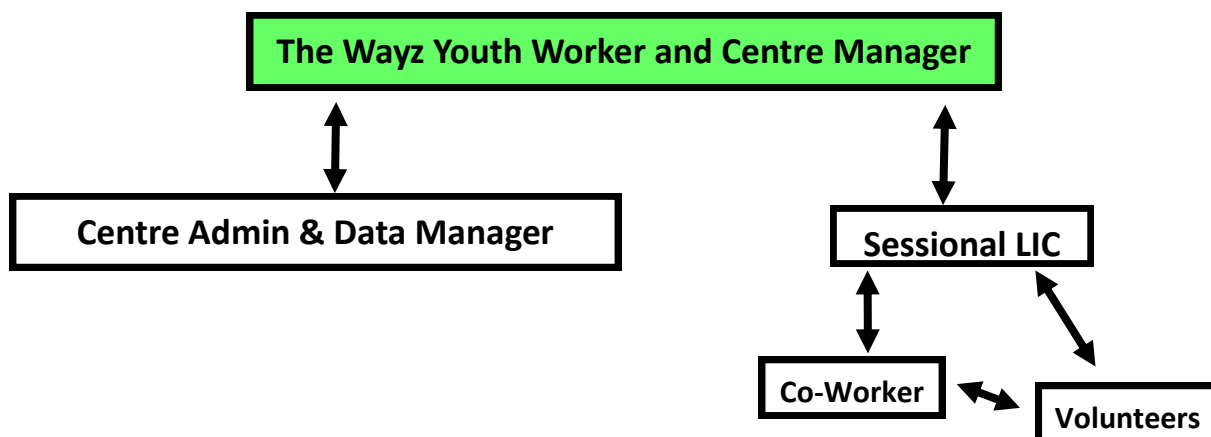 The Wayz Youth Worker and Centre Manager
Centre Admin & Data Manager
Sessional LIC
Co-Worker
Volunteers